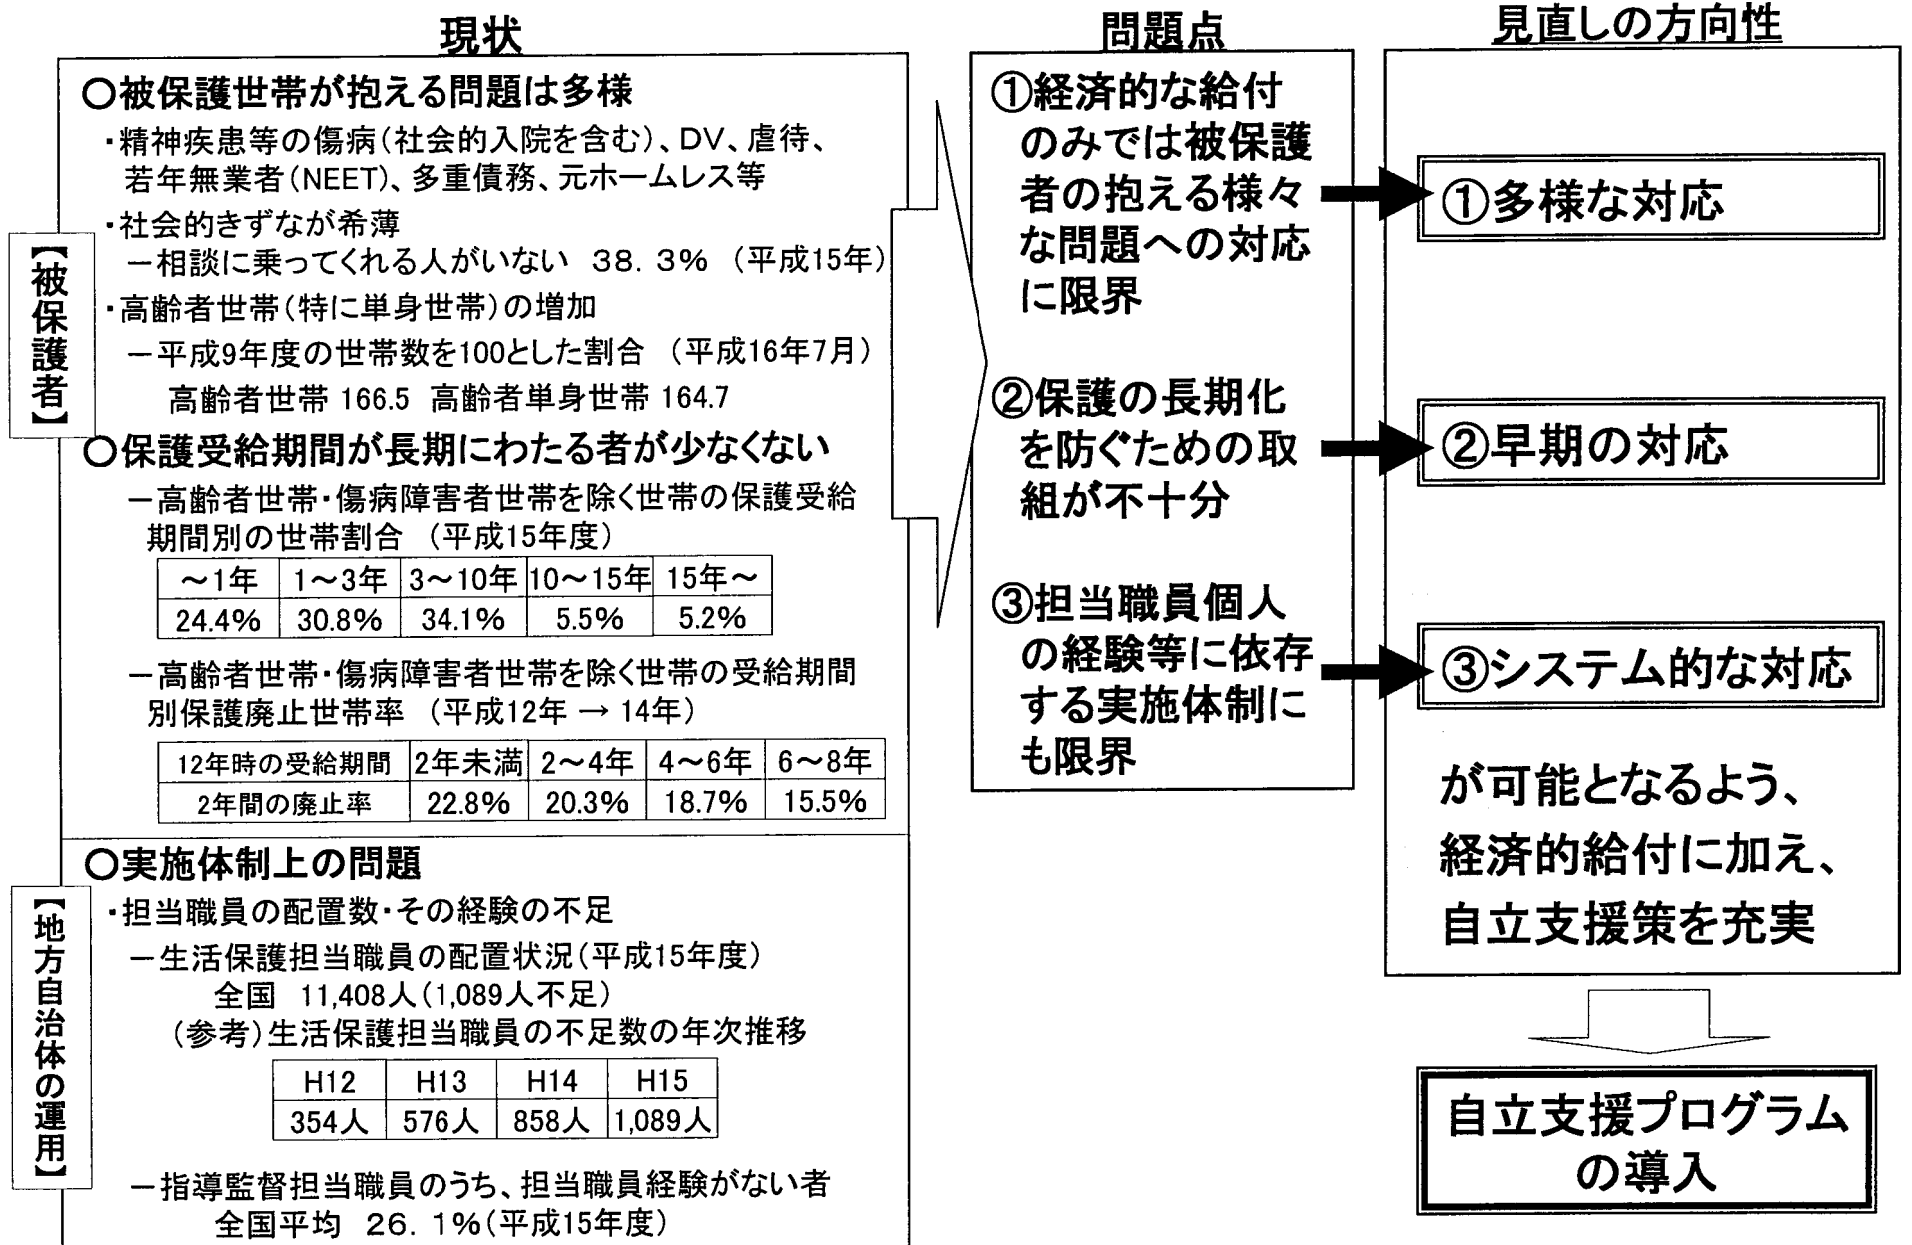 現状
【被保護者】
○被保護世帯が抱える問題は多様
・精神疾患等の傷病(社会的入院を含む)、DV、虐待、
若年無業者(NEET)、多重債務、元ホームレス等
・社会的きずなが希薄
－相談に乗ってくれる人がいない 38.3% (平成15年)
・高齢者世帯(特に単身世帯)の増加
－平成9年度の世帯数を100とした割合 (平成16年7月)
高齢者世帯 166.5 高齢者単身世帯 164.7
○保護受給期間が長期にわたる者が少なくない
－高齢者世帯・傷病障害者世帯を除く世帯の保護受給
期間別の世帯割合 (平成15年度)
～1年 1～3年 3～10年 10～15年 15年～
24.4% 30.8% 34.1% 5.5% 5.2%
－高齢者世帯・傷病障害者世帯を除く世帯の受給期間
別保護廃止世帯率 (平成12年 → 14年)
12年時の受給期間 2年未満 2～4年 4～6年 6～8年
2年間の廃止率 22.8% 20.3% 18.7% 15.5%
【地方自治体の運用】
○実施体制上の問題
・担当職員の配置数・その経験の不足
－生活保護担当職員の配置状況(平成15年度)
全国 11,408人(1,089人不足)
(参考)生活保護担当職員の不足数の年次推移
H12 H13 H14 H15
354人 576人 858人 1,089人
－指導監督担当職員のうち、担当職員経験がない者
全国平均 26.1%(平成15年度)
問題点
①経済的な給付
のみでは被保護
者の抱える様々
な問題への対応
に限界
②保護の長期化
を防ぐための取
組が不十分
③担当職員個人
の経験等に依存
する実施体制に
も限界
見直しの方向性
①多様な対応
②早期の対応
③システム的な対応
が可能となるよう、
経済的給付に加え、
自立支援策を充実
自立支援プログラム
の導入